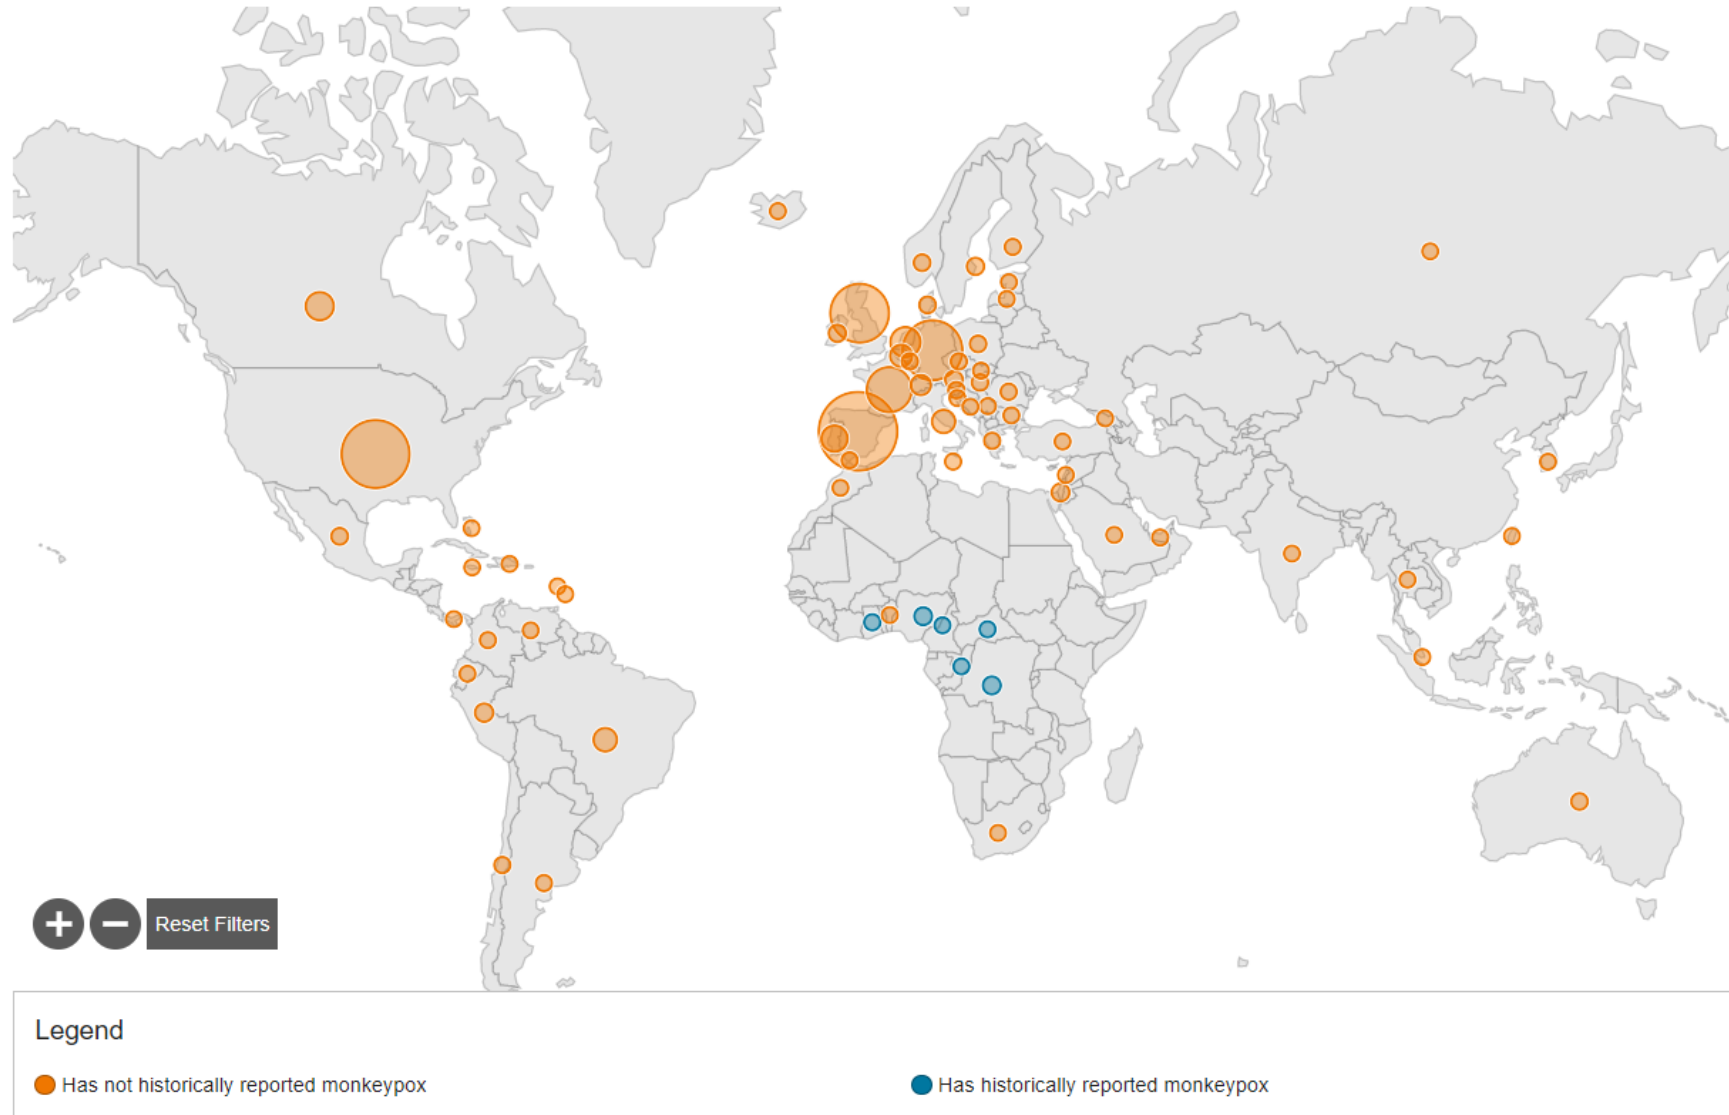 Reset Filters
Legend
Has not historically reported monkeypox
Has historically reported monkeypox